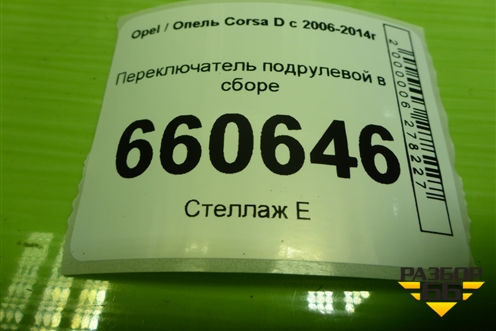 Opel / Опель Corsa D с 2006-2014г
Переключатель подрулевой в
сборе
660646
Стеллаж Е
2000006278227
РАЗБОР
66